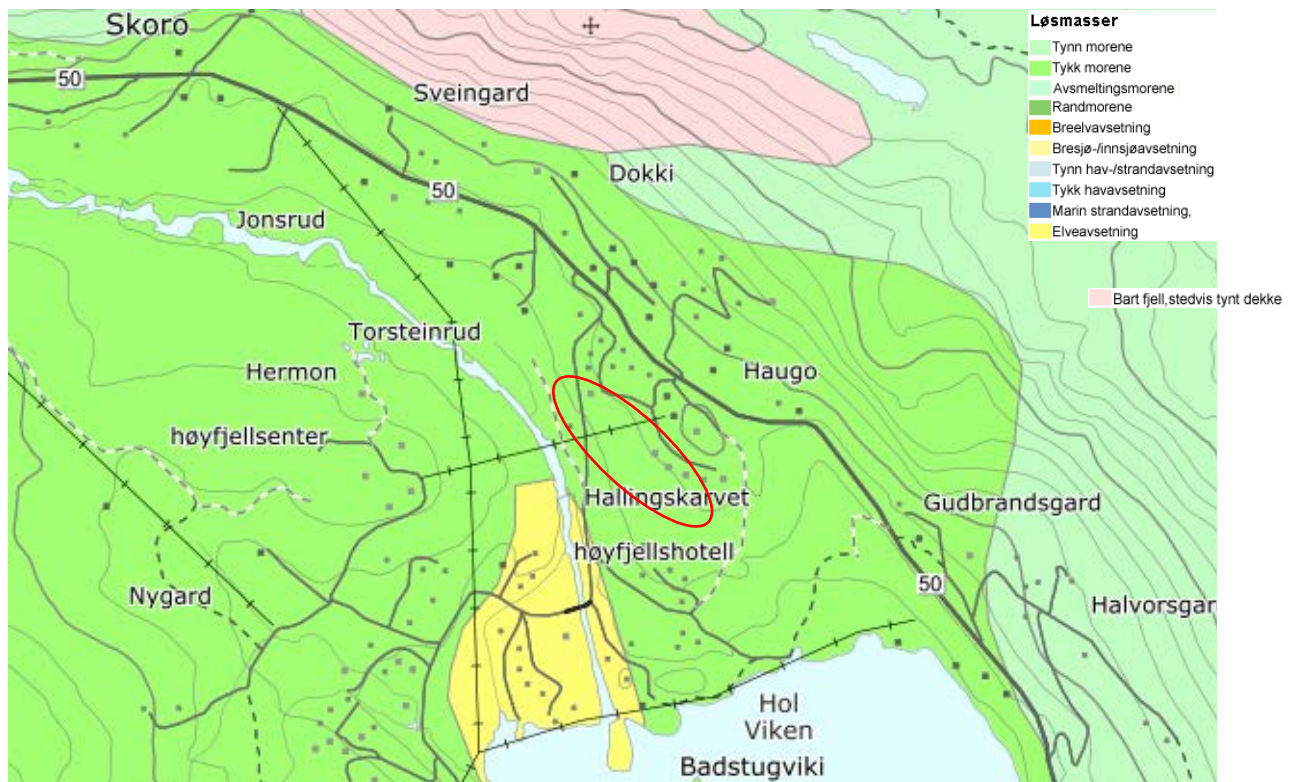 Skoro
50
Sveingard
Dokki
50
Jonsrud
Torsteinrud
Hermon
Haugo
høyfjellsenter
Hallingskarvet
Gudbrandsgard
høyfjellshotell
50
Nygard
Halvorsgar
Hol
Viken
Badstugviki
Løsmasser
Tynn morene
Tykk morene
Avsmeltingsmorene
Randmorene
Breelvavsetning
Bresjø-/innsjøavsetning
Tynn hav-/strandavsetning
Tykk havavsetning
Marin strandavsetning,
Elveavsetning
Bart fjell,stedvis tynt dekke